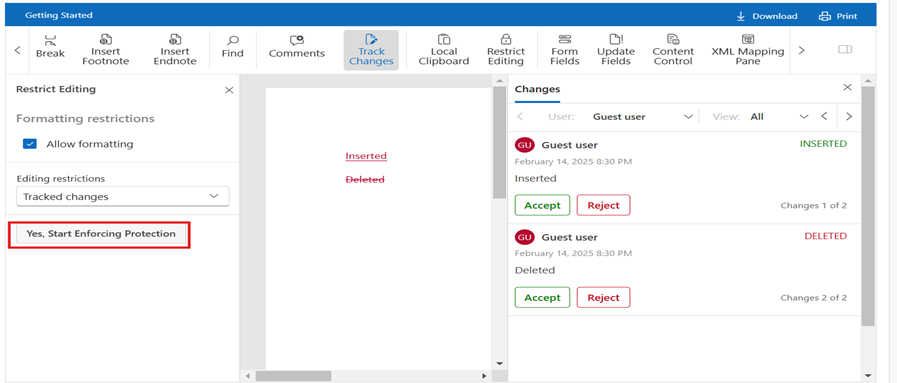 Getting Started
Download
Print
Break
Insert
Footnote
Insert
Endnote
Find
Comments
Track
Changes
Local
Clipboard
Restrict
Editing
Form
Fields
Update
Fields
Content
Control
XML Mapping
Pane
Restrict Editing
Formatting restrictions
Allow formatting
Editing restrictions
Tracked changes
Yes, Start Enforcing Protection
Inserted
Deleted
Changes
User: Guest user
View: All
GU Guest user INSERTED
February 14, 2025 8:30 PM
Inserted
Accept Reject Changes 1 of 2
GU Guest user DELETED
February 14, 2025 8:30 PM
Deleted
Accept Reject Changes 2 of 2